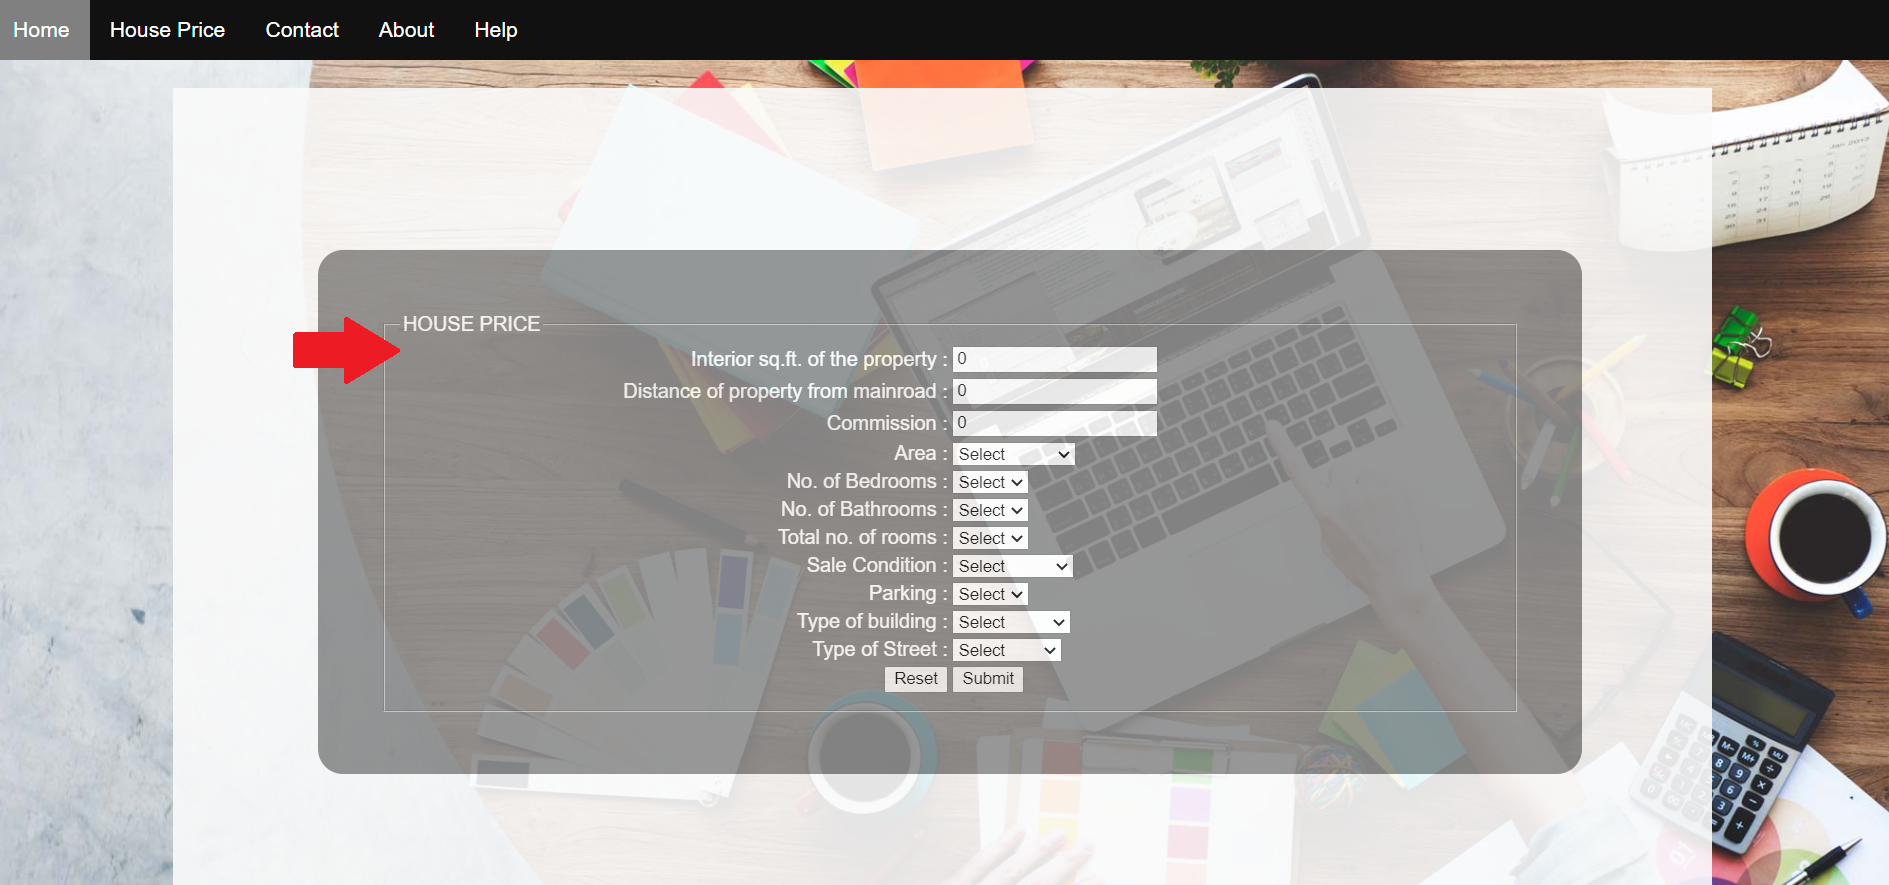 Home House Price Contact About Help
HOUSE PRICE
Interior sq.ft. of the property : 0
Distance of property from mainroad : 0
Commission : 0
Area : Select
No. of Bedrooms : Select
No. of Bathrooms : Select
Total no. of rooms : Select
Sale Condition : Select
Parking : Select
Type of building : Select
Type of Street : Select
Reset Submit